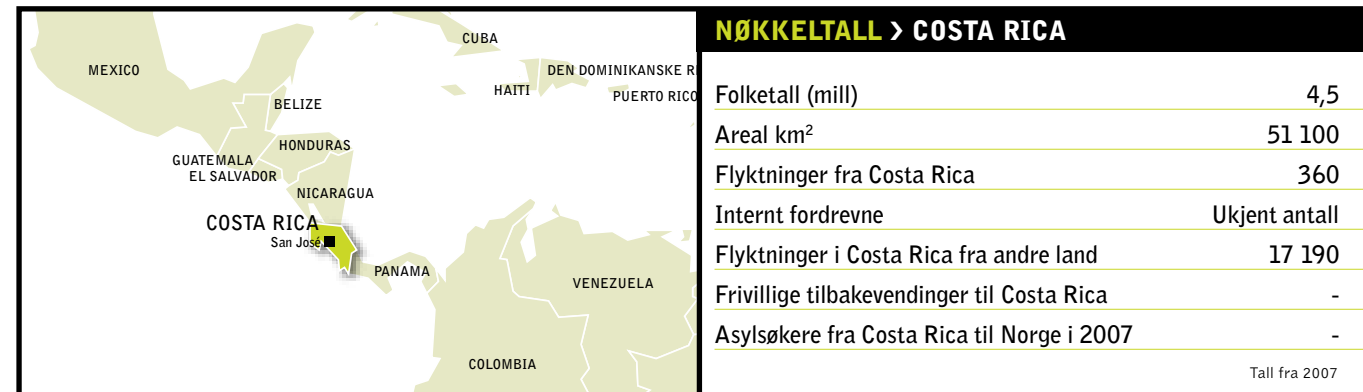 CUBA
MEXICO
DEN DOMINIKANSKE R
HAITI
PUERTO RICO
BELIZE
HONDURAS
GUATEMALA
EL SALVADOR
NICARAGUA
COSTA RICA
San José
PANAMA
VENEZUELA
COLOMBIA
NØKKELTALL > COSTA RICA
Folketall (mill) 4,5
Areal km² 51 100
Flyktninger fra Costa Rica 360
Internt fordrevne Ukjent antall
Flyktninger i Costa Rica fra andre land 17 190
Frivillige tilbakevendinger til Costa Rica -
Asylsøkere fra Costa Rica til Norge i 2007 -
Tall fra 2007